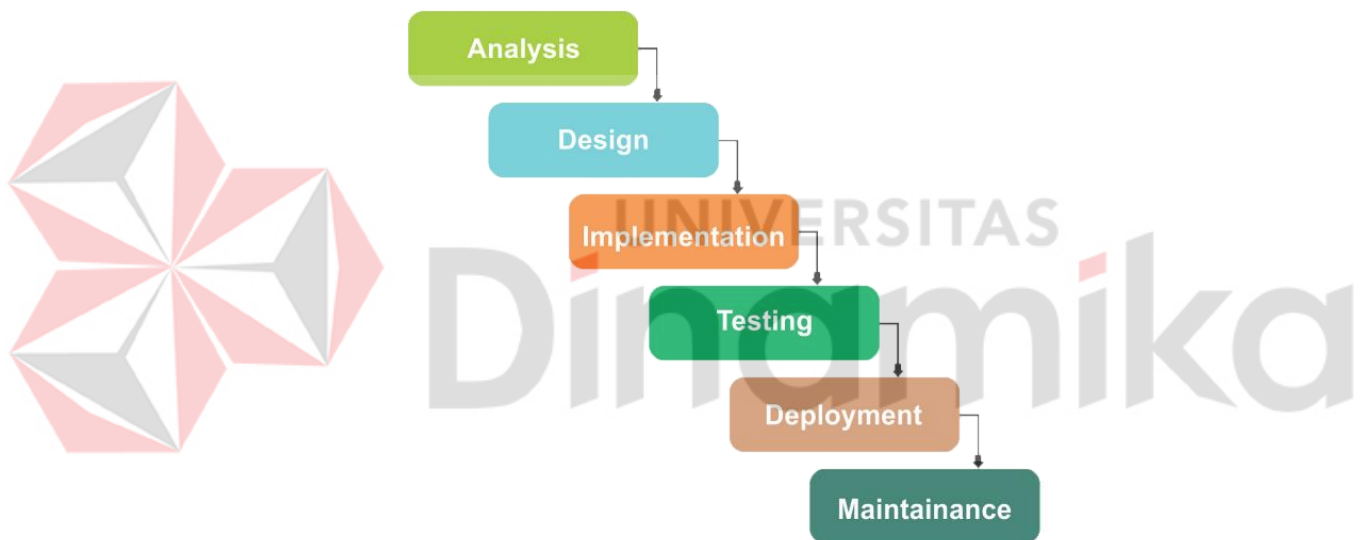 Analysis
Design
UNIVERSITAS
Implementation
Dinamika
Testing
Deployment
Maintainance